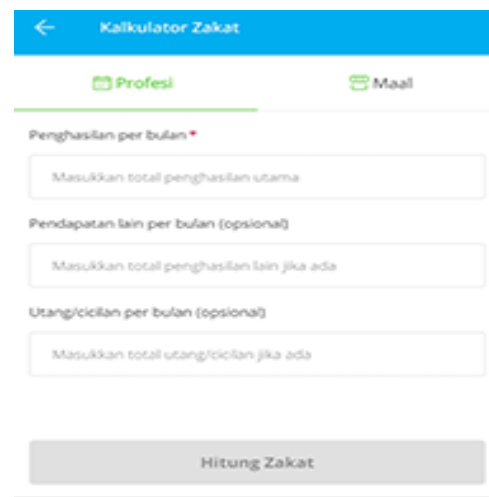 Kalkulator Zakat
Profesi Maal
Penghasilan per bulan *
Masukkan total penghasilan utama
Pendapatan lain per bulan (opsional)
Masukkan total penghasilan lain jika ada
Utang/cicilan per bulan (opsional)
Masukkan total utang/cicilan jika ada
Hitung Zakat